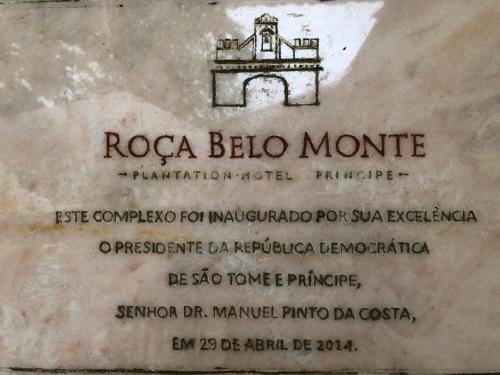 ROÇA BELO MONTE
PLANTATION·HOTEL PRINCIPE
ESTE COMPLEXO FOI INAUGURADO POR SUA EXCELÊNCIA
O PRESIDENTE DA REPÚBLICA DEMOCRÁTICA
DE SÃO TOME E PRÍNCIPE,
SENHOR DR. MANUEL PINTO DA COSTA,
EM 29 DE ABRIL DE 2014.